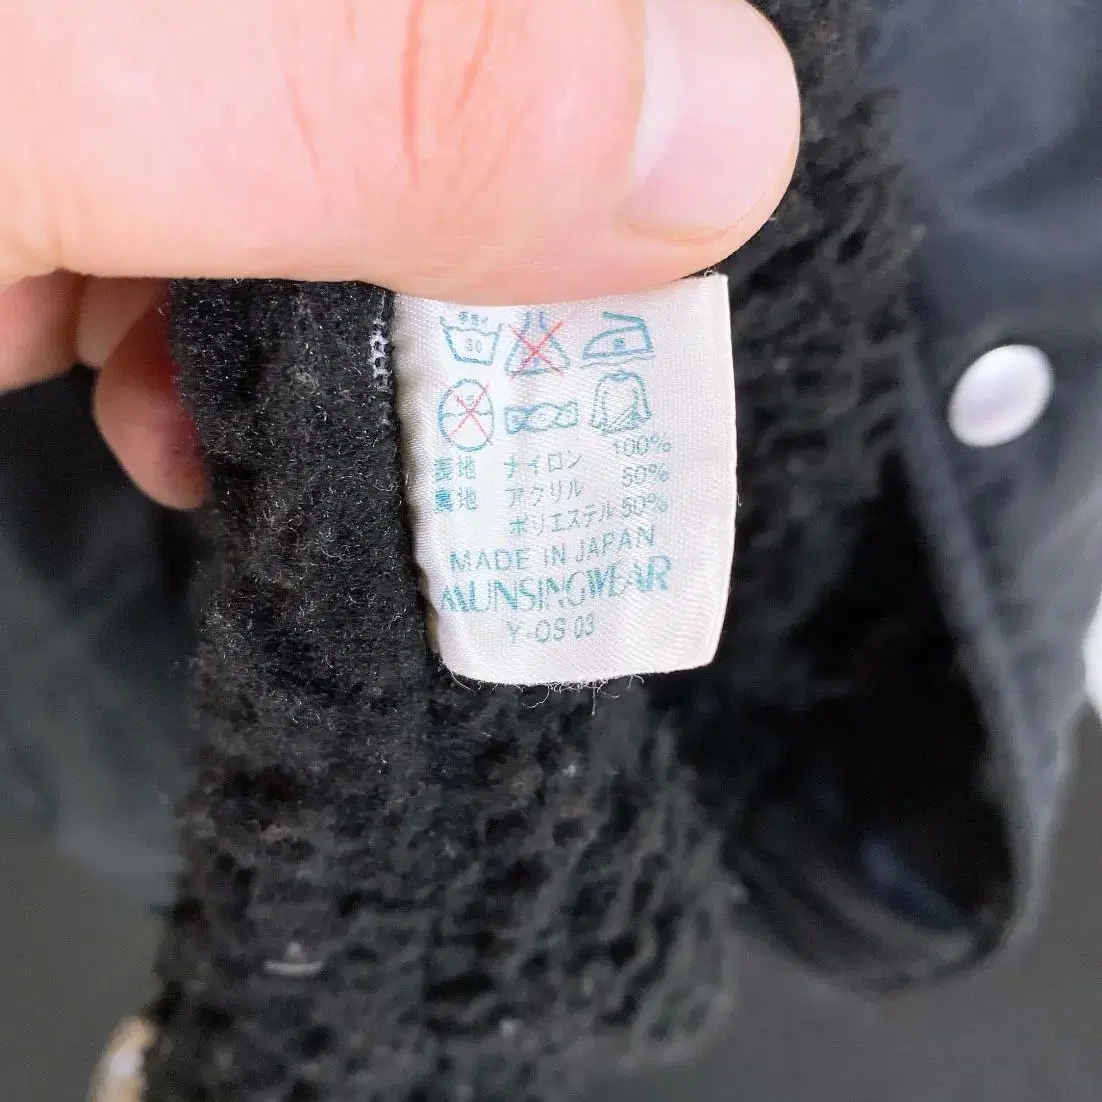 30
表地 ナイロン 100%
裏地 アクリル 50%
ポリエステル 50%
MADE IN JAPAN
MUNSINGWEAR
Y-OS 03